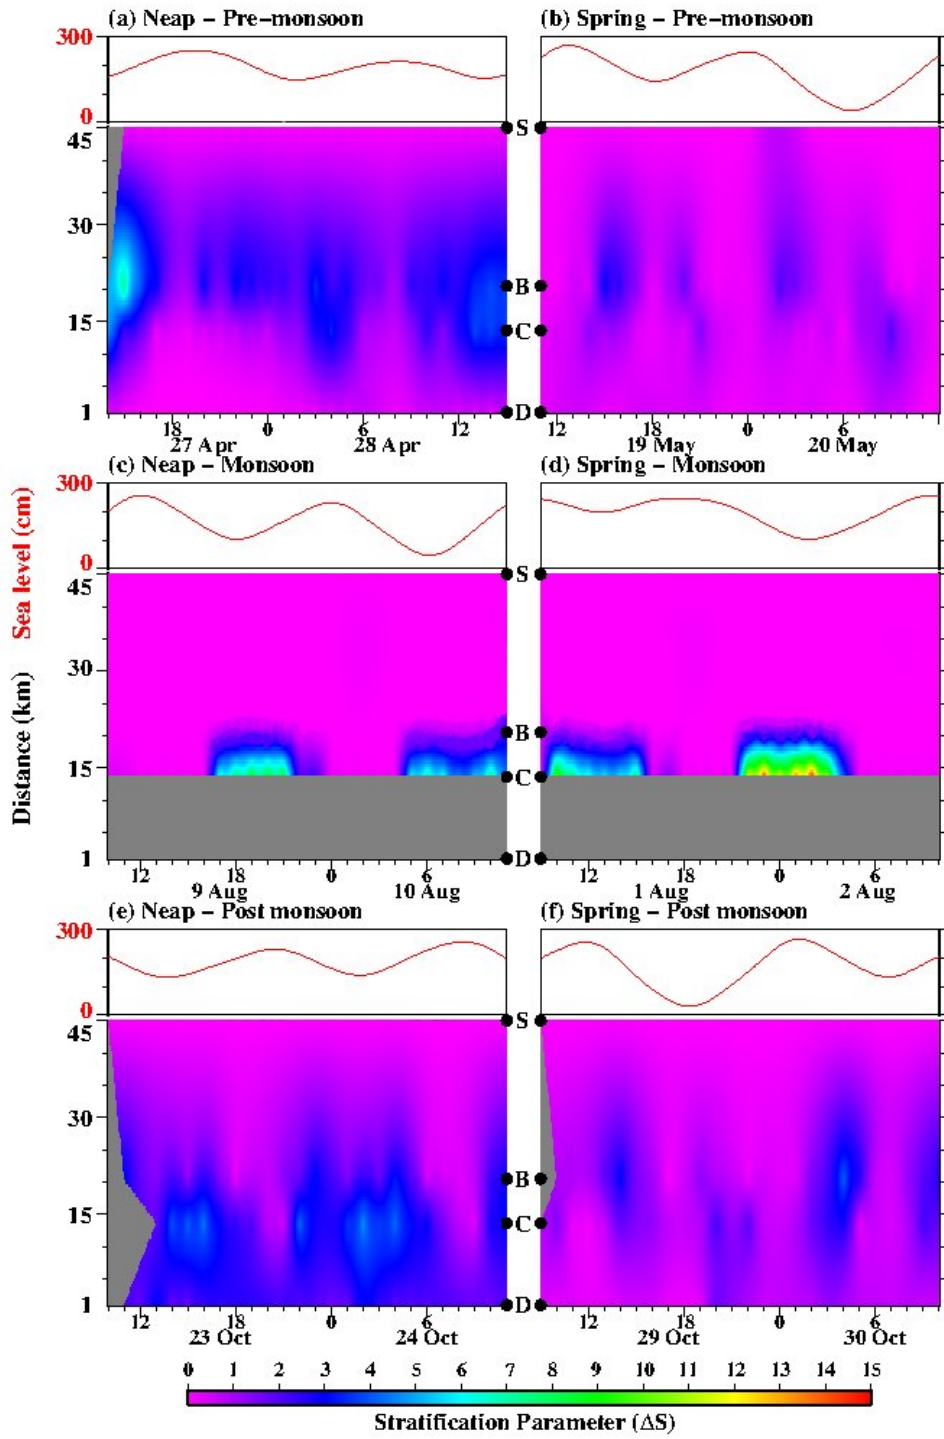 (a) Neap – Pre–monsoon
(b) Spring – Pre–monsoon
300
0
S
45
30
B
15
C
1
D
18 0 6 12
27 Apr 28 Apr
12 18 0 6
19 May 20 May
(c) Neap – Monsoon
(d) Spring – Monsoon
300
0
Sea level (cm)
Distance (km)
S
45
30
B
15
C
1
D
12 18 0 6
9 Aug 10 Aug
12 18 0 6
1 Aug 2 Aug
(e) Neap – Post monsoon
(f) Spring – Post monsoon
300
0
S
45
30
B
15
C
1
D
12 18 0 6
23 Oct 24 Oct
12 18 0 6
29 Oct 30 Oct
0 1 2 3 4 5 6 7 8 9 10 11 12 13 14 15
Stratification Parameter (ΔS)